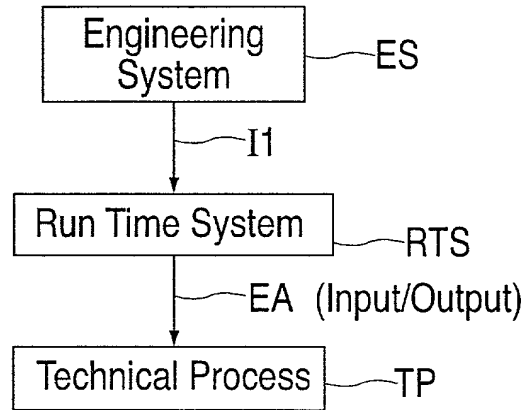 Engineering
System
ES
I1
Run Time System
RTS
EA (Input/Output)
Technical Process
TP